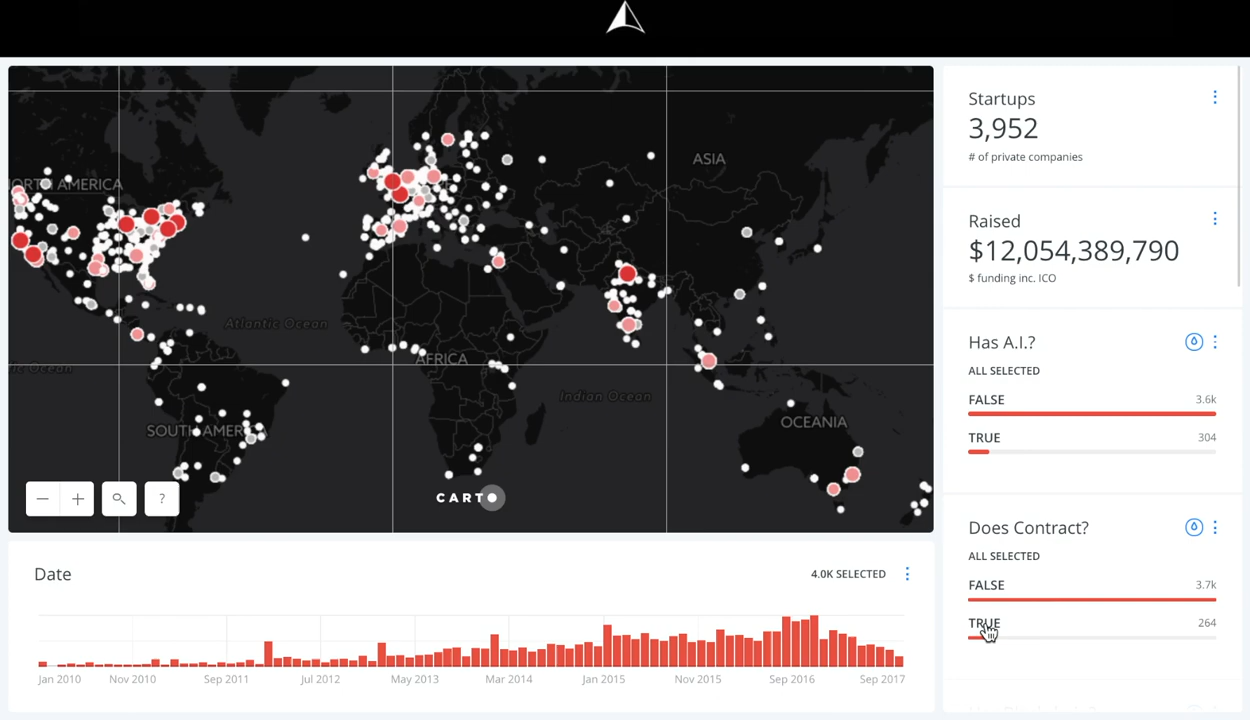 ASIA
NORTH AMERICA
Atlantic Ocean
AFRICA
Indian Ocean
OCEANIA
SOUTH AMER
CARTO
?
Startups
3,952
# of private companies
Raised
$12,054,389,790
$ funding inc. ICO
Has A.I.?
ALL SELECTED
FALSE 3.6k
TRUE 304
Does Contract?
ALL SELECTED
FALSE 3.7k
TRUE 264
Date 4.0K SELECTED
Jan 2010 Nov 2010 Sep 2011 Jul 2012 May 2013 Mar 2014 Jan 2015 Nov 2015 Sep 2016 Sep 2017